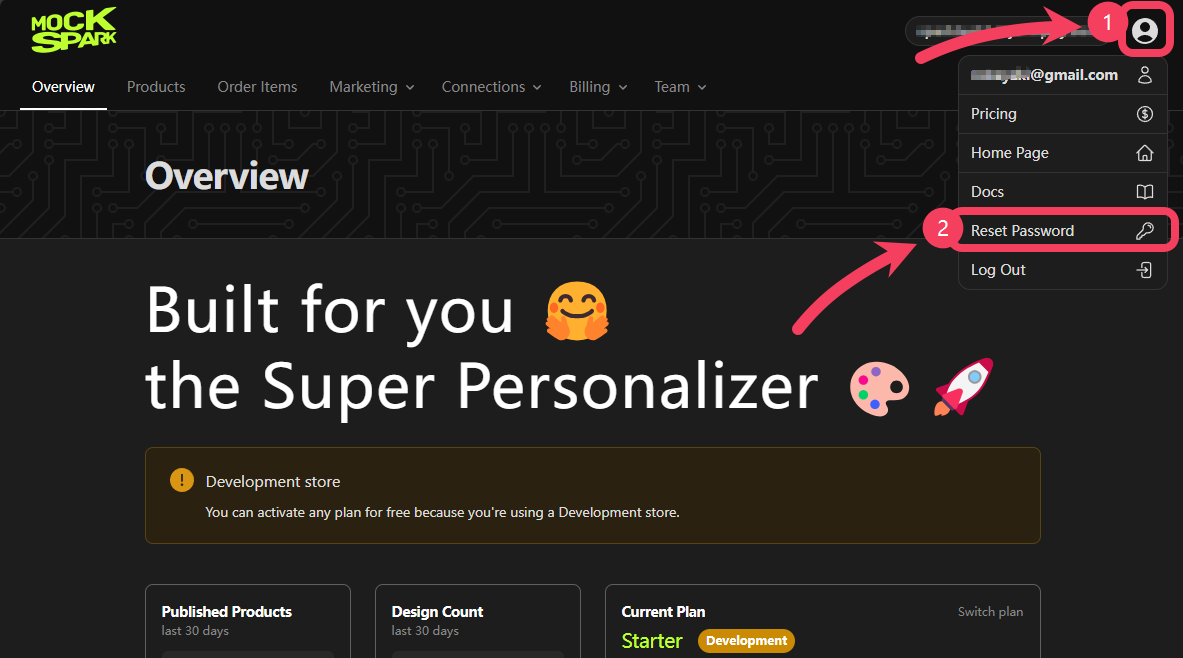 MOCK
SPARK
1
@gmail.com
Overview
Products
Order Items
Marketing
Connections
Billing
Team
Pricing
Home Page
Docs
2
Reset Password
Log Out
Overview
Built for you 🤗
the Super Personalizer 🎨 🚀
!
Development store
You can activate any plan for free because you're using a Development store.
Published Products
last 30 days
Design Count
last 30 days
Current Plan
Switch plan
Starter
Development